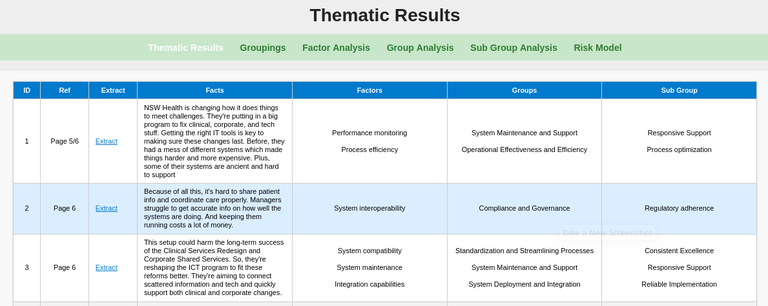 Thematic Results
Thematic Results Groupings Factor Analysis Group Analysis Sub Group Analysis Risk Model
ID Ref Extract Facts Factors Groups Sub Group
1 Page 5/6 Extract
NSW Health is changing how it does things
to meet challenges. They're putting in a big
program to fix clinical, corporate, and tech
stuff. Getting the right IT tools is key to
making sure these changes last. Before, they
had a mess of different systems which made
things harder and more expensive. Plus,
some of their systems are ancient and hard
to support
Performance monitoring
Process efficiency
System Maintenance and Support
Operational Effectiveness and Efficiency
Responsive Support
Process optimization
2 Page 6 Extract
Because of all this, it's hard to share patient
info and coordinate care properly. Managers
struggle to get accurate info on how well the
systems are doing. And keeping them
running costs a lot of money.
System interoperability
Compliance and Governance
Regulatory adherence
Take a New Screenshot
3 Page 6 Extract
This setup could harm the long-term success
of the Clinical Services Redesign and
Corporate Shared Services. So, they're
reshaping the ICT program to fit these
reforms better. They're aiming to connect
scattered information and tech and quickly
support both clinical and corporate changes.
System compatibility
System maintenance
Integration capabilities
Standardization and Streamlining Processes
System Maintenance and Support
System Deployment and Integration
Consistent Excellence
Responsive Support
Reliable Implementation